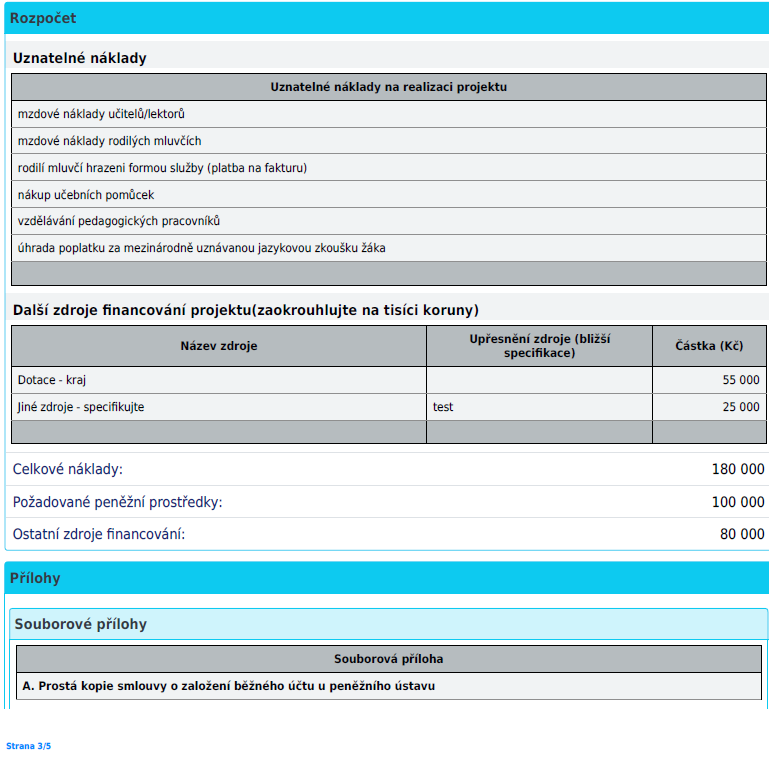 Rozpočet
Uznatelné náklady
Uznatelné náklady na realizaci projektu
mzdové náklady učitelů/lektorů
mzdové náklady rodilých mluvčích
rodilí mluvčí hrazeni formou služby (platba na fakturu)
nákup učebních pomůcek
vzdělávání pedagogických pracovníků
úhrada poplatku za mezinárodně uznávanou jazykovou zkoušku žáka
Další zdroje financování projektu(zaokrouhlujte na tisíci koruny)
Název zdroje
Upřesnění zdroje (bližší
specifikace)
Částka (Kč)
Dotace - kraj 55 000
Jiné zdroje - specifikujte test 25 000
Celkové náklady: 180 000
Požadované peněžní prostředky: 100 000
Ostatní zdroje financování: 80 000
Přílohy
Souborové přílohy
Souborová příloha
A. Prostá kopie smlouvy o založení běžného účtu u peněžního ústavu
Strana 3/5